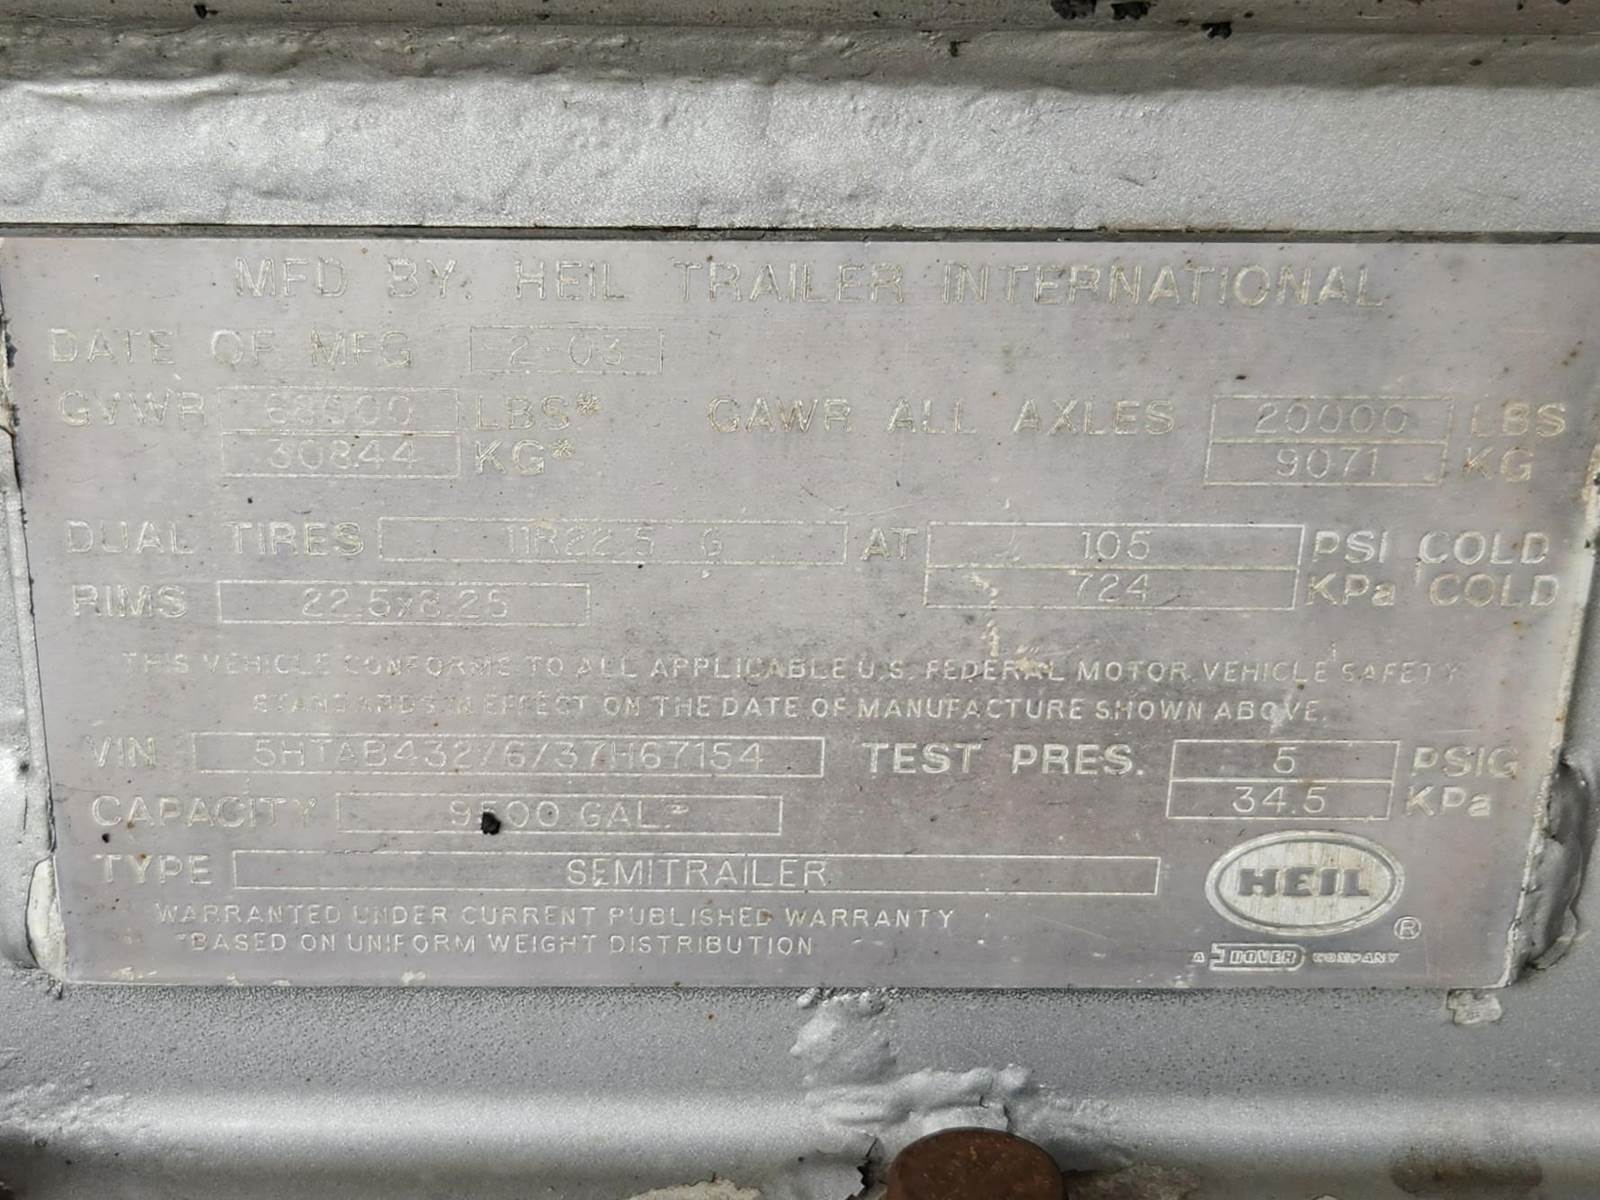 MFD BY. HEIL TRAILER INTERNATIONAL
DATE OF MFG 2-03
GVWR 68000 LBS* GAWR ALL AXLES 20000 LBS
30844 KG* 9071 KG
DUAL TIRES 11R22.5 G AT 105 PSI COLD
RIMS 22.5x8.25 724 KPa COLD
THIS VEHICLE CONFORMS TO ALL APPLICABLE U.S. FEDERAL MOTOR VEHICLE SAFETY
STANDARDS IN EFFECT ON THE DATE OF MANUFACTURE SHOWN ABOVE.
VIN 5HTAB432/6/37H67154 TEST PRES. 5 PSIG
CAPACITY 9500 GAL. 34.5 KPa
TYPE SEMITRAILER
HEIL ®
WARRANTED UNDER CURRENT PUBLISHED WARRANTY
*BASED ON UNIFORM WEIGHT DISTRIBUTION
A DOVER COMPANY